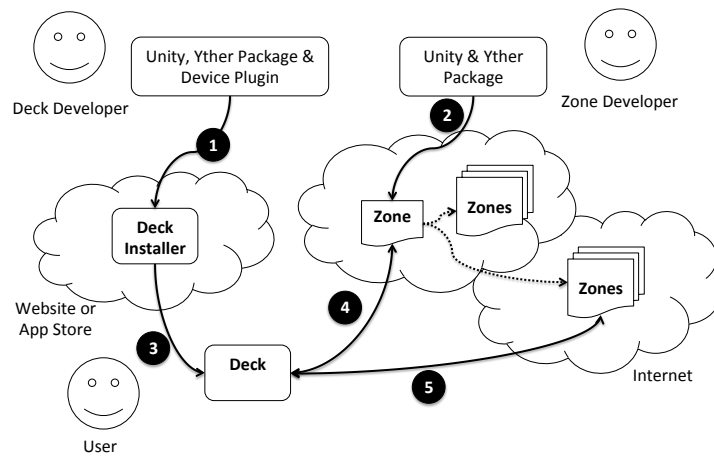 Deck Developer
Unity, Yther Package &
Device Plugin
Unity & Yther
Package
Zone Developer
1
2
Deck
Installer
Zone
Zones
Zones
Website or
App Store
3
4
Deck
5
Internet
User